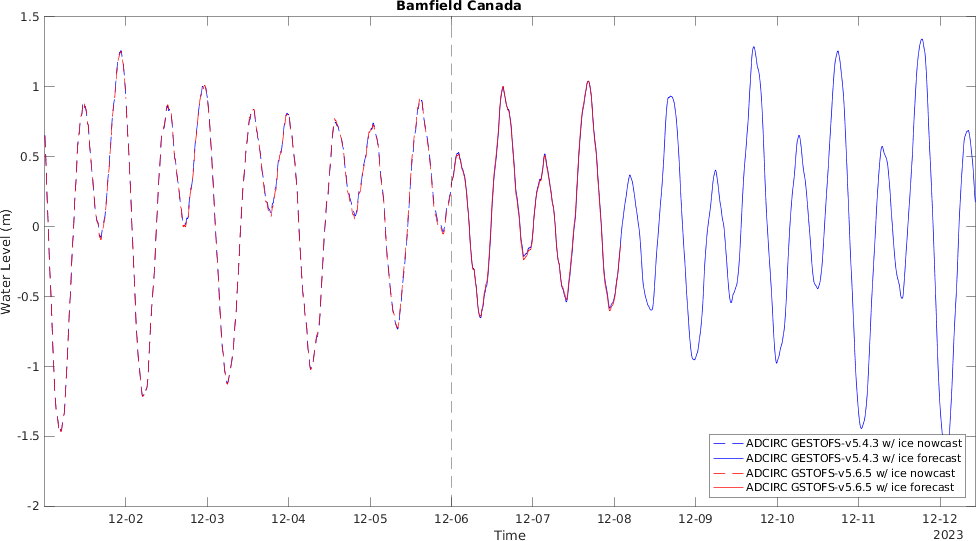 Bamfield Canada
1.5
1
0.5
0
-0.5
-1
-1.5
-2
Water Level (m)
12-02
12-03
12-04
12-05
12-06
12-07
12-08
12-09
12-10
12-11
12-12
Time
2023
ADCIRC GESTOFS-v5.4.3 w/ ice nowcast
ADCIRC GESTOFS-v5.4.3 w/ ice forecast
ADCIRC GSTOFS-v5.6.5 w/ ice nowcast
ADCIRC GSTOFS-v5.6.5 w/ ice forecast